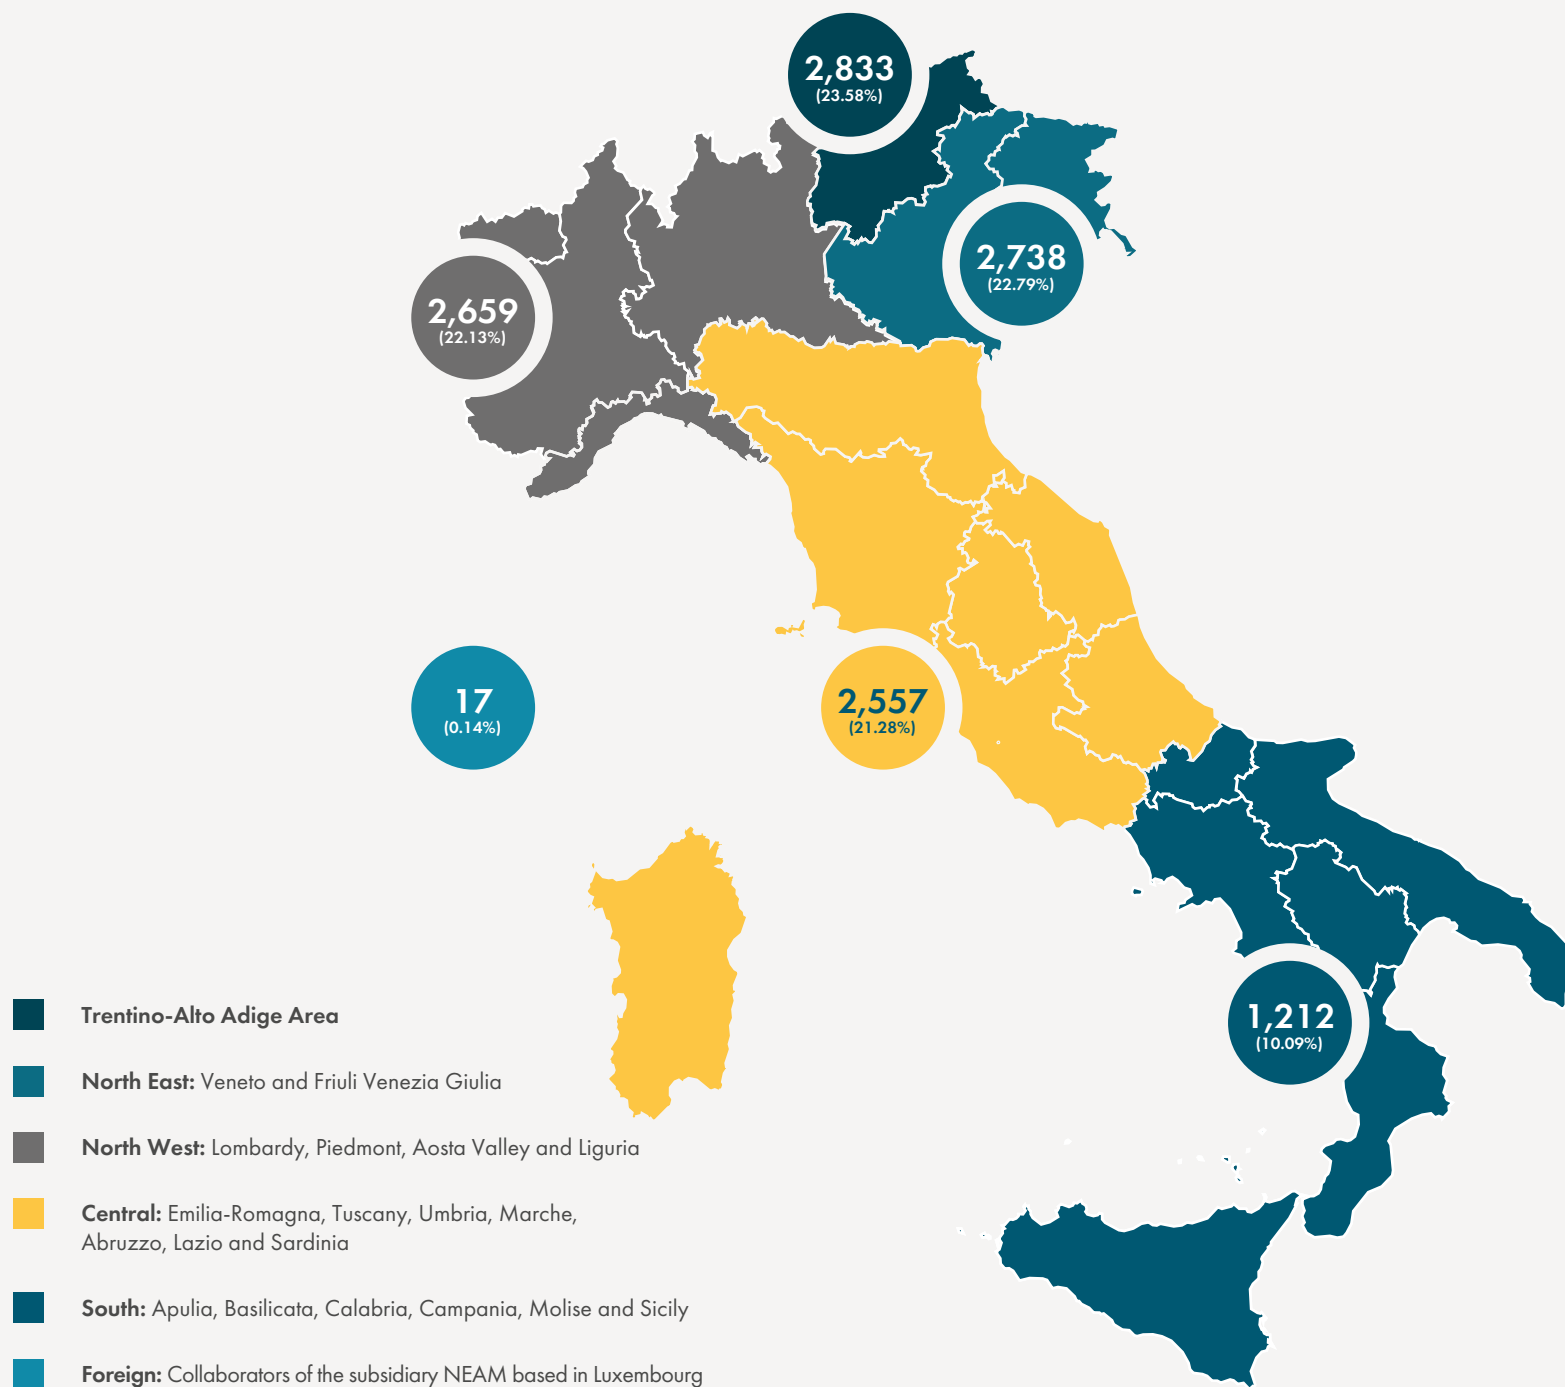 2,833
(23.58%)
2,738
(22.79%)
2,659
(22.13%)
17
(0.14%)
2,557
(21.28%)
1,212
(10.09%)
Trentino-Alto Adige Area
North East: Veneto and Friuli Venezia Giulia
North West: Lombardy, Piedmont, Aosta Valley and Liguria
Central: Emilia-Romagna, Tuscany, Umbria, Marche,
Abruzzo, Lazio and Sardinia
South: Apulia, Basilicata, Calabria, Campania, Molise and Sicily
Foreign: Collaborators of the subsidiary NEAM based in Luxembourg